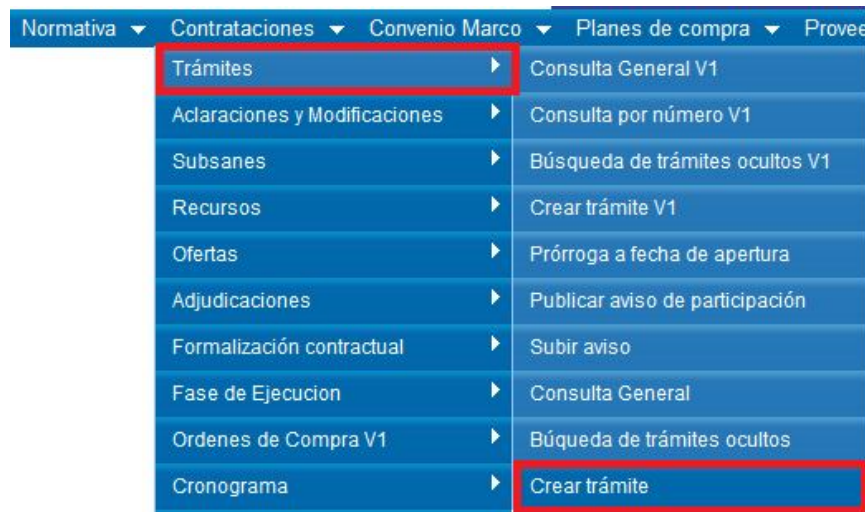 Normativa Contrataciones Convenio Marco Planes de compra Provee
Trámites
Aclaraciones y Modificaciones
Subsanes
Recursos
Ofertas
Adjudicaciones
Formalización contractual
Fase de Ejecucion
Ordenes de Compra V1
Cronograma
Consulta General V1
Consulta por número V1
Búsqueda de trámites ocultos V1
Crear trámite V1
Prórroga a fecha de apertura
Publicar aviso de participación
Subir aviso
Consulta General
Búqueda de trámites ocultos
Crear trámite